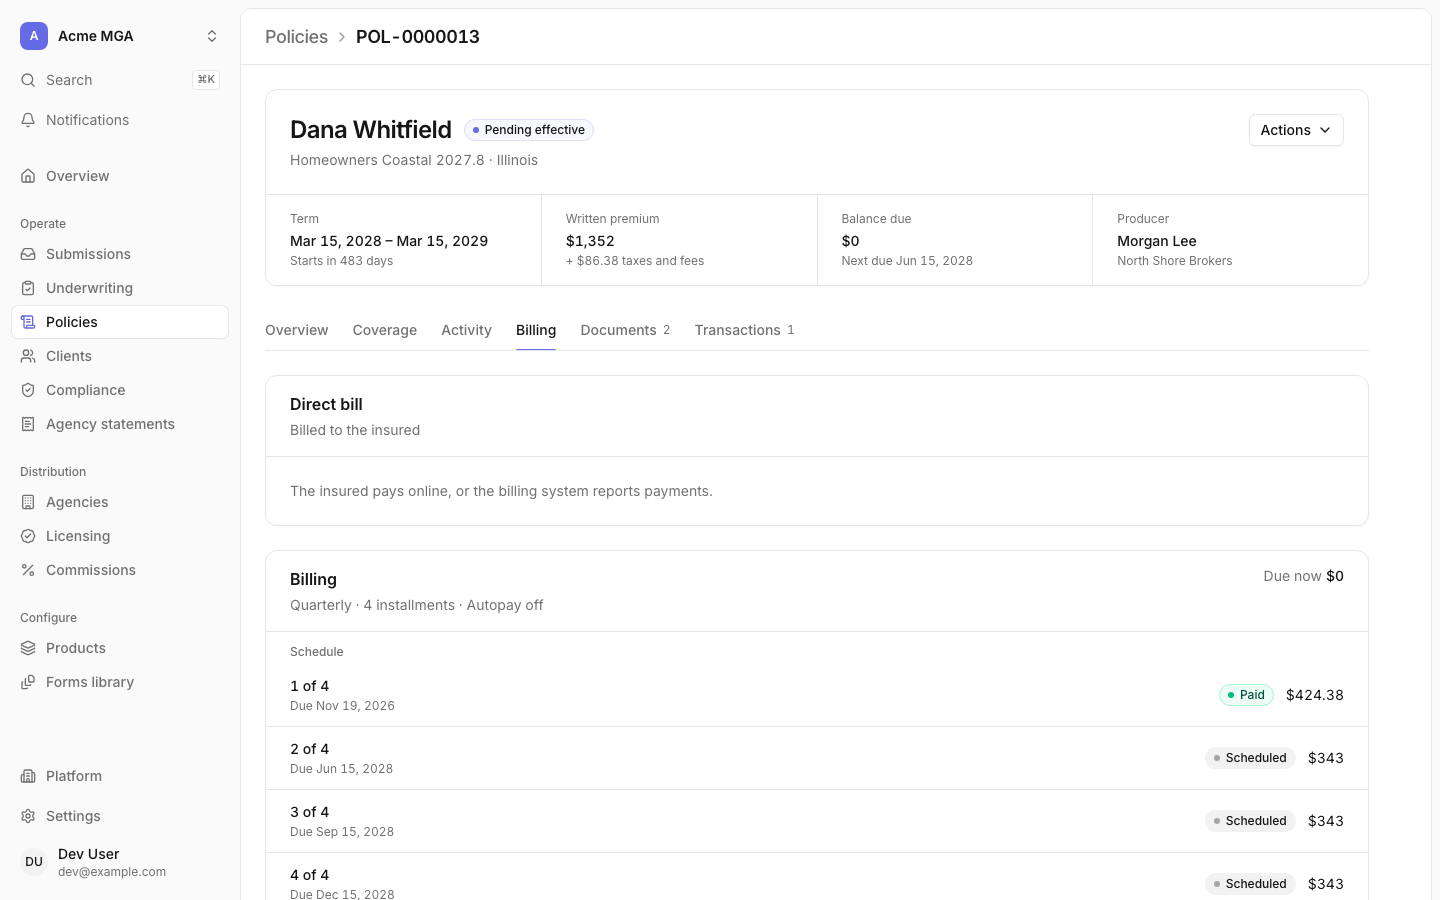 A
Acme MGA
Search
⌘K
Notifications
Overview
Operate
Submissions
Underwriting
Policies
Clients
Compliance
Agency statements
Distribution
Agencies
Licensing
Commissions
Configure
Products
Forms library
Platform
Settings
DU
Dev User
dev@example.com
Policies
POL-0000013
Dana Whitfield
Pending effective
Actions
Homeowners Coastal 2027.8 · Illinois
Term
Mar 15, 2028 – Mar 15, 2029
Starts in 483 days
Written premium
$1,352
+ $86.38 taxes and fees
Balance due
$0
Next due Jun 15, 2028
Producer
Morgan Lee
North Shore Brokers
Overview
Coverage
Activity
Billing
Documents 2
Transactions 1
Direct bill
Billed to the insured
The insured pays online, or the billing system reports payments.
Billing
Due now $0
Quarterly · 4 installments · Autopay off
Schedule
1 of 4
Due Nov 19, 2026
Paid
$424.38
2 of 4
Due Jun 15, 2028
Scheduled
$343
3 of 4
Due Sep 15, 2028
Scheduled
$343
4 of 4
Due Dec 15, 2028
Scheduled
$343